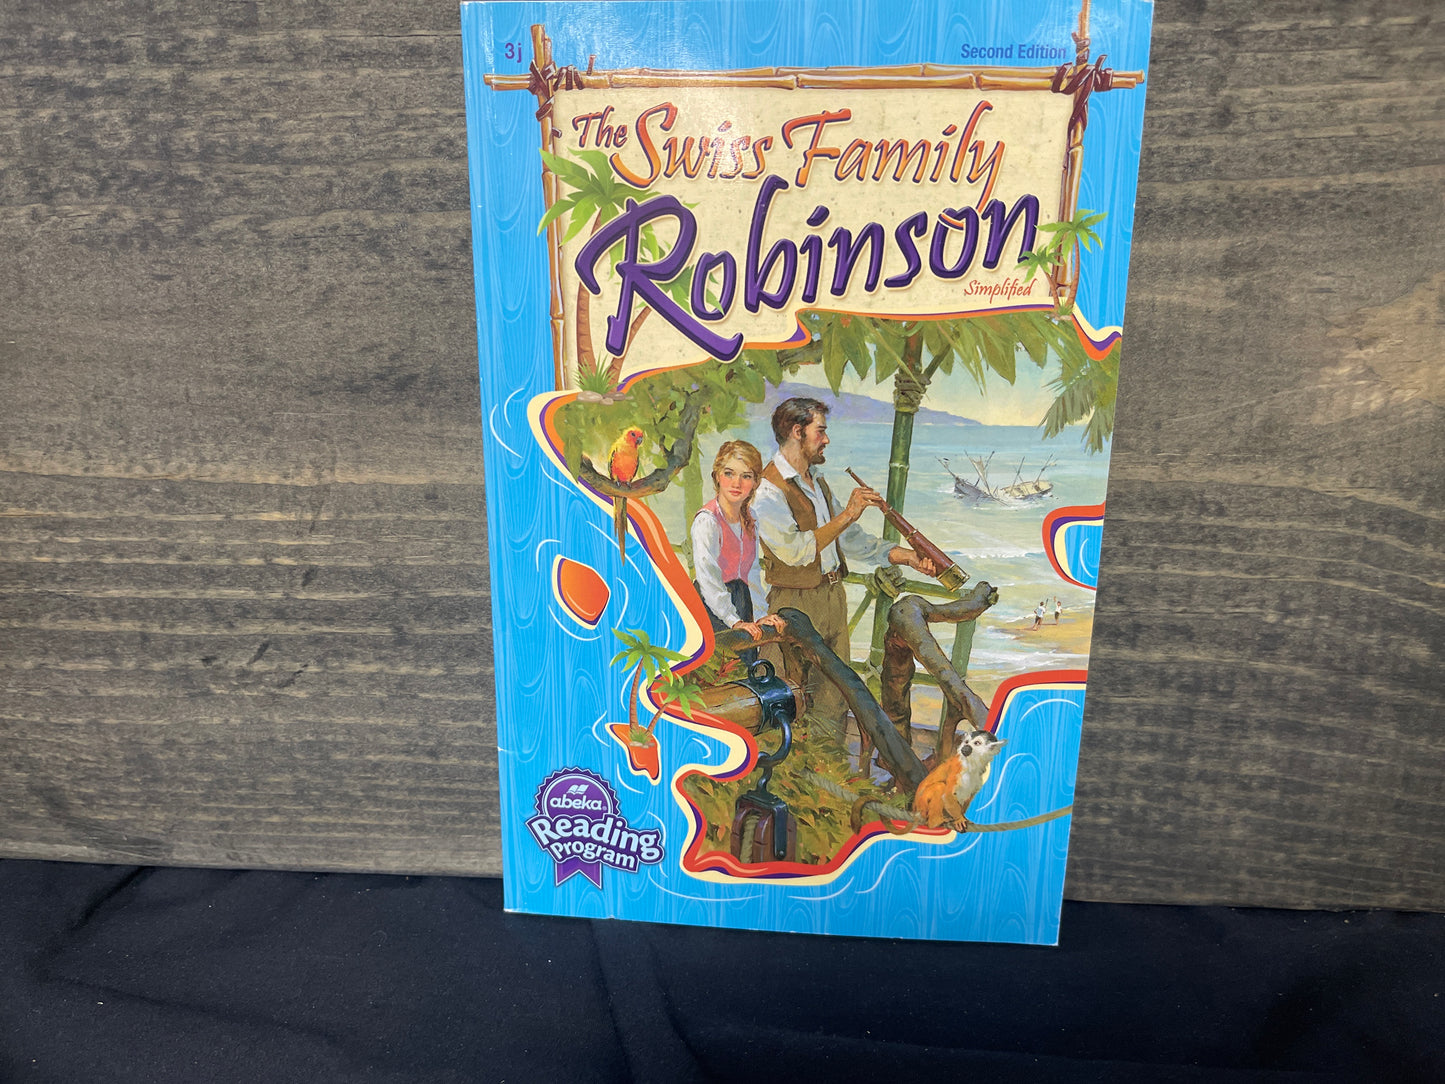 3j
Second Edition
The Swiss Family
Robinson
Simplified
abeka®
Reading
Program